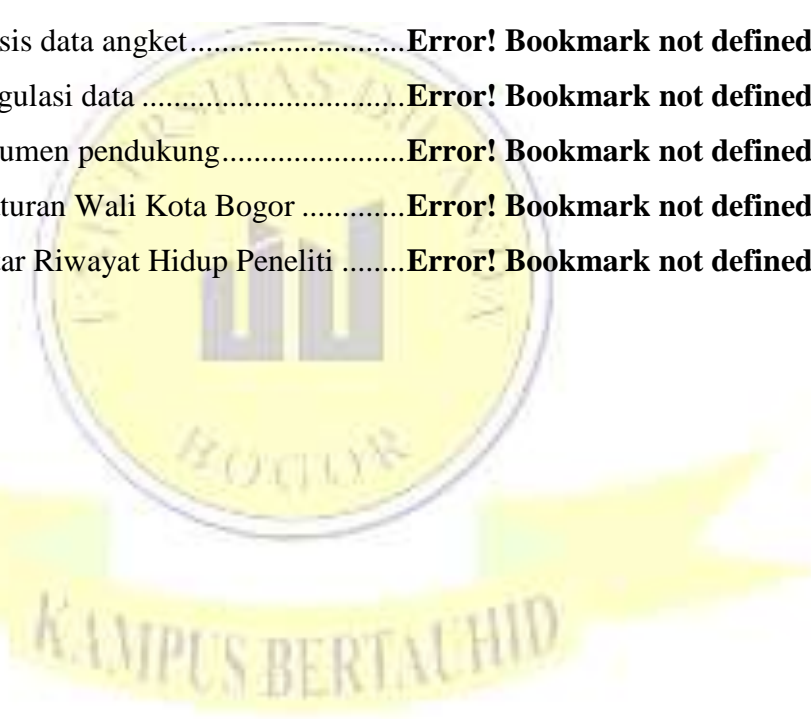 sis data angket..........................Error! Bookmark not defined
gulasi data .................................Error! Bookmark not defined
umen pendukung.......................Error! Bookmark not defined
turan Wali Kota Bogor .............Error! Bookmark not defined
ar Riwayat Hidup Peneliti ........Error! Bookmark not defined
BOGOR
KAMPUS BERTAUHID